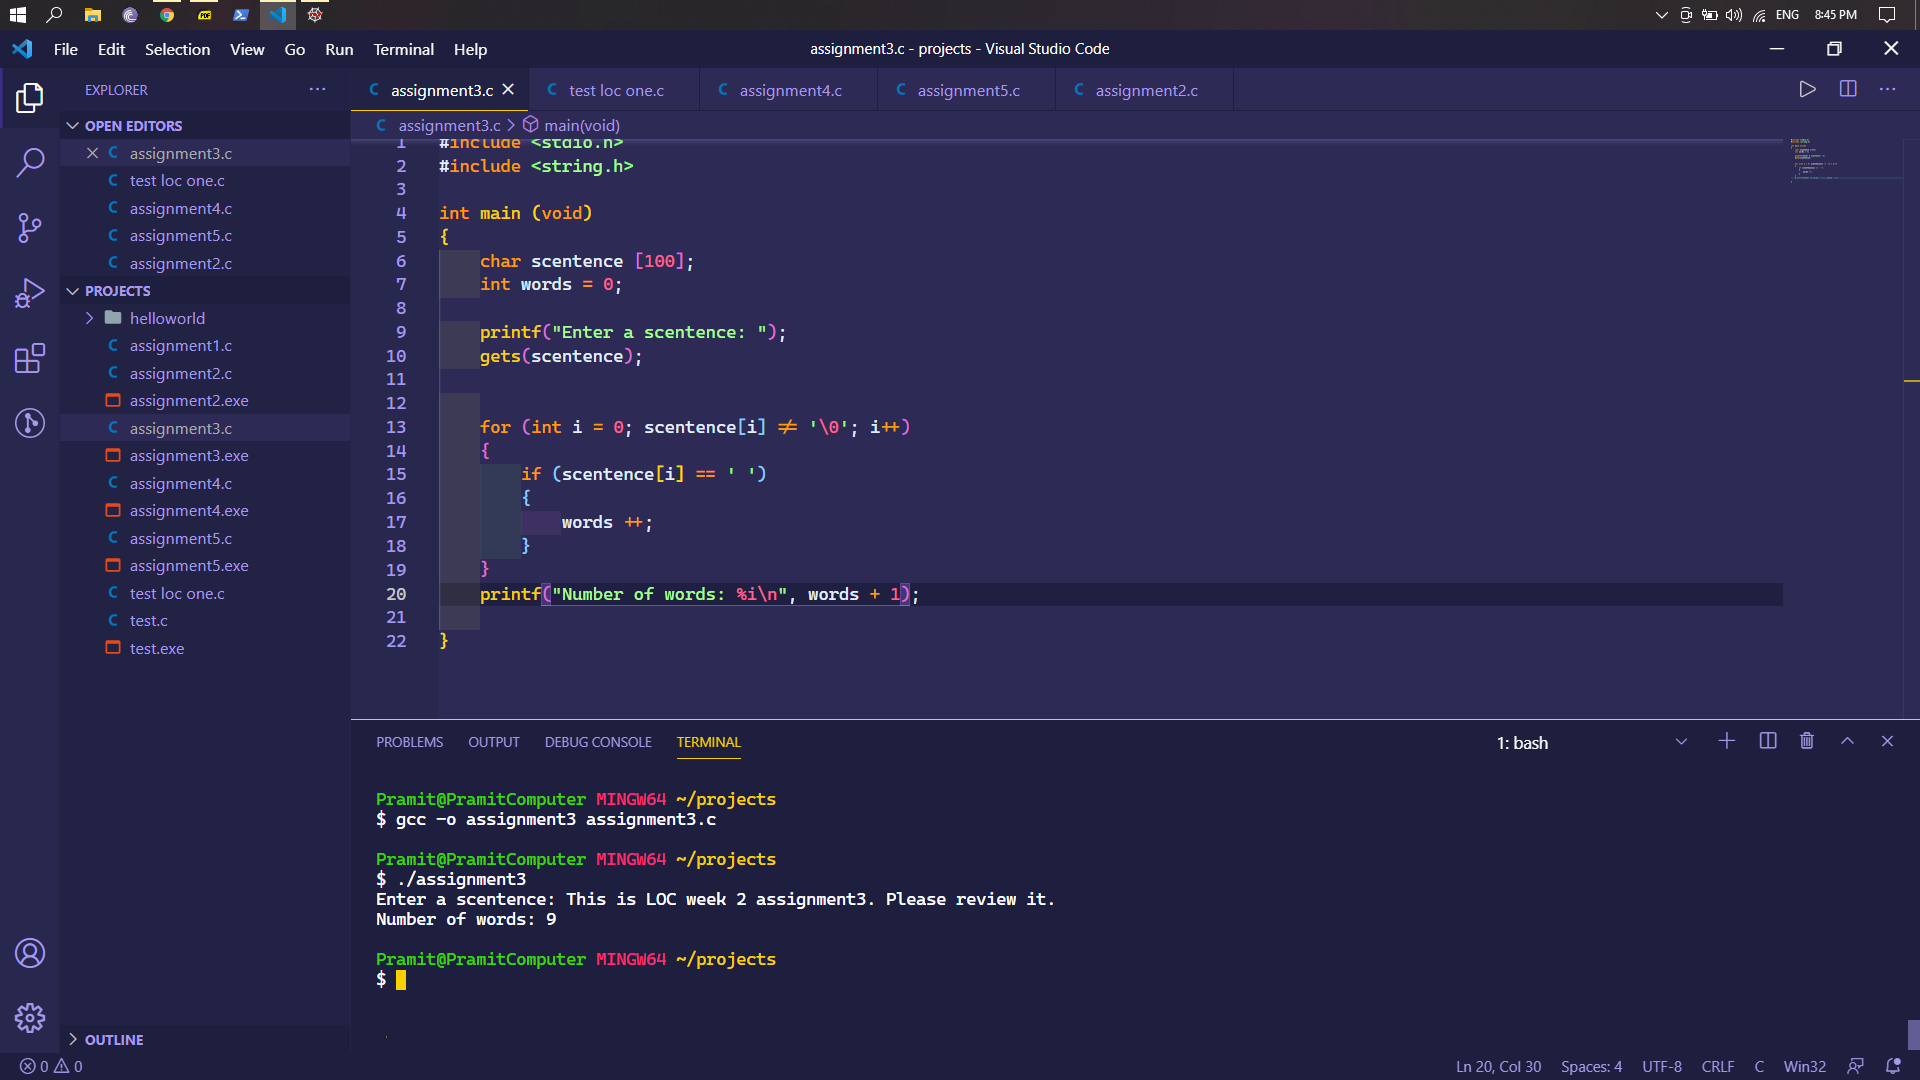 ENG 8:45 PM
File Edit Selection View Go Run Terminal Help
assignment3.c - projects - Visual Studio Code
EXPLORER
OPEN EDITORS
assignment3.c
test loc one.c
assignment4.c
assignment5.c
assignment2.c
PROJECTS
helloworld
assignment1.c
assignment2.c
assignment2.exe
assignment3.c
assignment3.exe
assignment4.c
assignment4.exe
assignment5.c
assignment5.exe
test loc one.c
test.c
test.exe
OUTLINE
assignment3.c test loc one.c assignment4.c assignment5.c assignment2.c
assignment3.c > main(void)
1 #include <stdio.h>
2 #include <string.h>
3
4 int main (void)
5 {
6 char scentence [100];
7 int words = 0;
8
9 printf("Enter a scentence: ");
10 gets(scentence);
11
12
13 for (int i = 0; scentence[i] != '\0'; i++)
14 {
15 if (scentence[i] == ' ')
16 {
17 words ++;
18 }
19 }
20 printf("Number of words: %i\n", words + 1);
21
22 }
PROBLEMS OUTPUT DEBUG CONSOLE TERMINAL
1: bash
Pramit@PramitComputer MINGW64 ~/projects
$ gcc -o assignment3 assignment3.c
Pramit@PramitComputer MINGW64 ~/projects
$ ./assignment3
Enter a scentence: This is LOC week 2 assignment3. Please review it.
Number of words: 9
Pramit@PramitComputer MINGW64 ~/projects
$
0 0
Ln 20, Col 30 Spaces: 4 UTF-8 CRLF C Win32